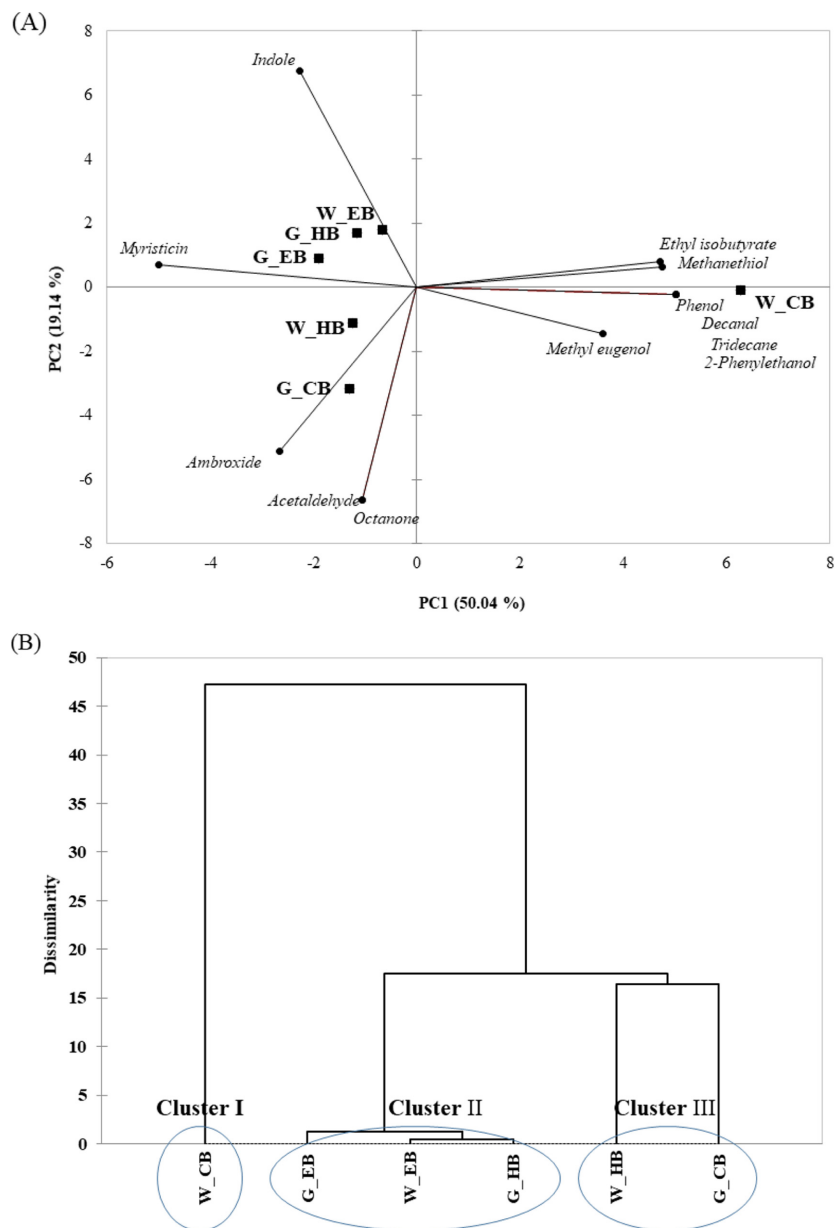 (A)
8
6
4
2
0
-2
-4
-6
-8
PC2 (19.14 %)
Indole
W_EB
G_HB
G_EB
Myristicin
Ethyl isobutyrate
Methanethiol
W_CB
Phenol
Decanal
Tridecane
2-Phenylethanol
Methyl eugenol
W_HB
G_CB
Ambroxide
Acetaldehyde
Octanone
-6 -4 -2 0 2 4 6 8
PC1 (50.04 %)
(B)
50
45
40
35
30
25
20
15
10
5
0
Dissimilarity
Cluster I Cluster II Cluster III
W_CB G_EB W_EB G_HB W_HB G_CB